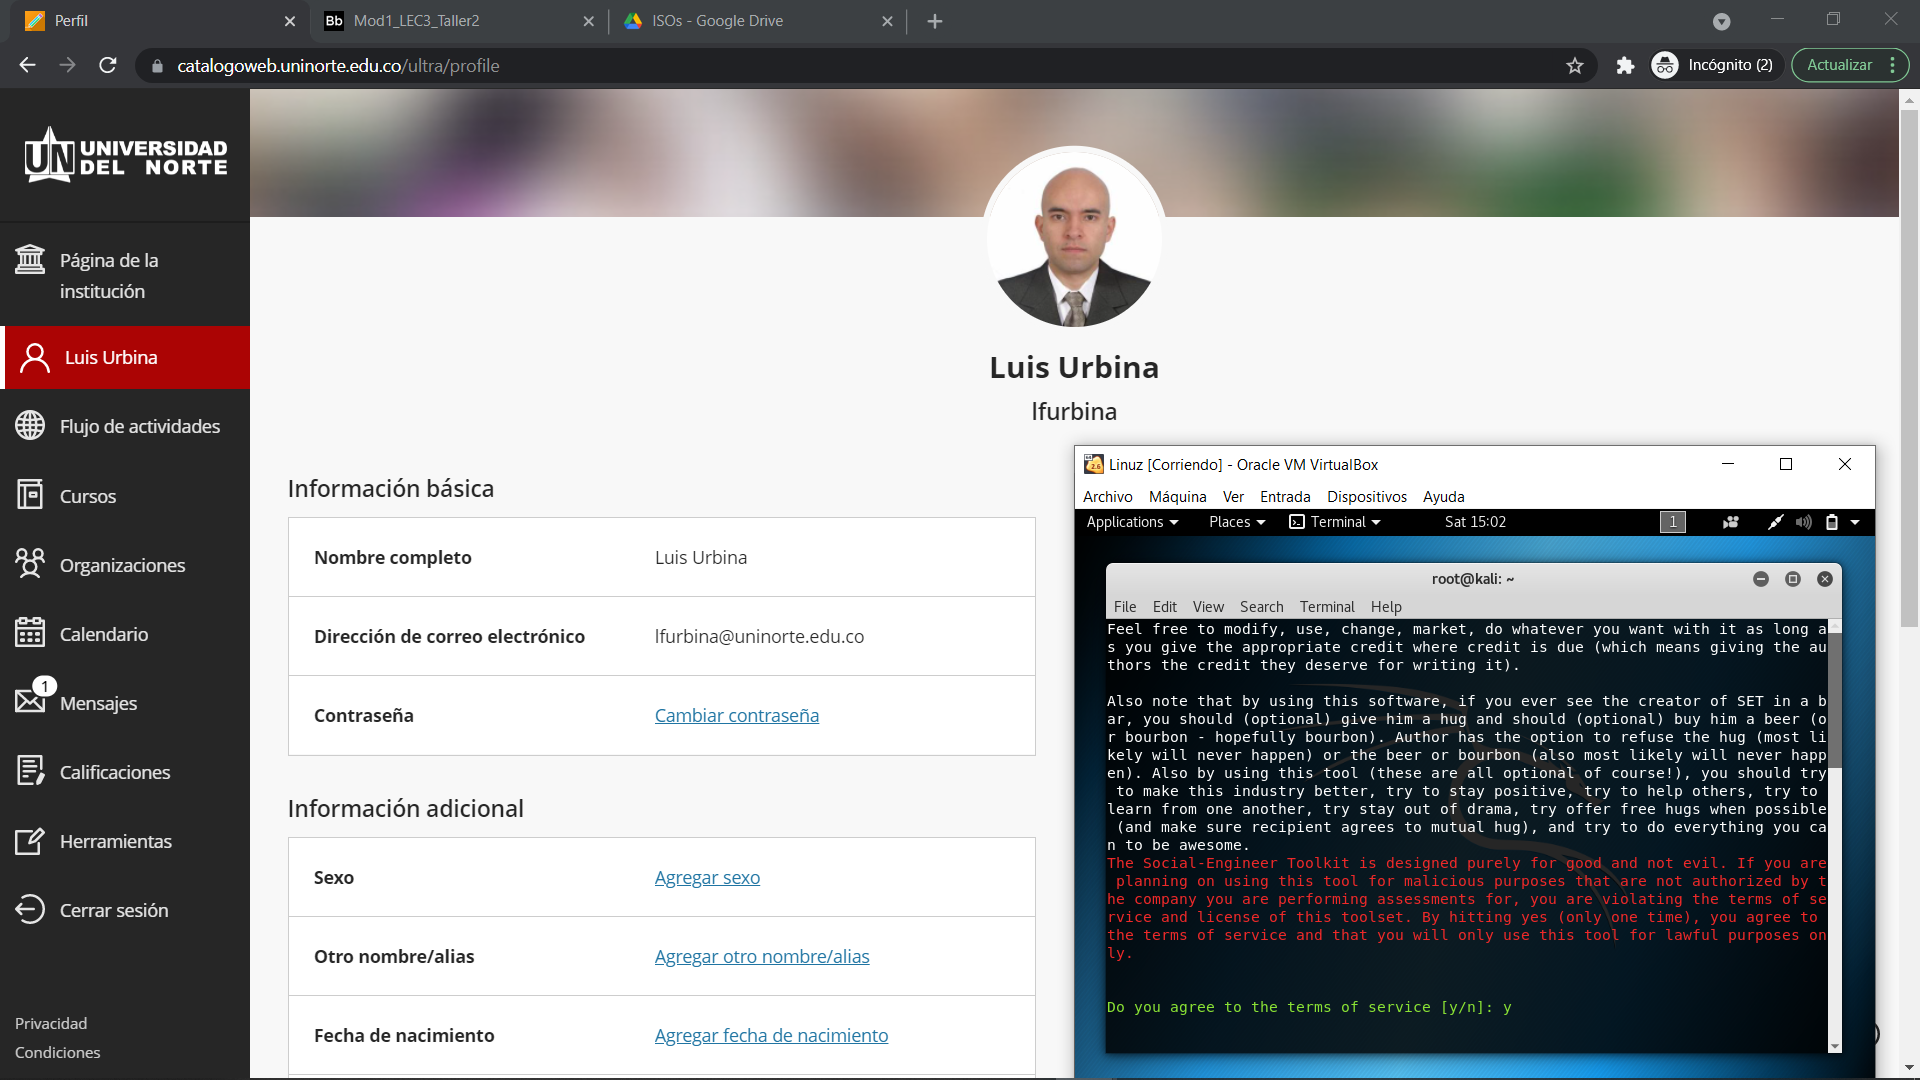 Perfil
Bb Mod1_LEC3_Taller2
ISOs - Google Drive
catalogoweb.uninorte.edu.co/ultra/profile
Incógnito (2)
Actualizar
UN UNIVERSIDAD
DEL NORTE
Página de la
institución
Luis Urbina
Flujo de actividades
Cursos
Organizaciones
Calendario
1
Mensajes
Calificaciones
Herramientas
Cerrar sesión
Privacidad
Condiciones
Luis Urbina
lfurbina
Información básica
Nombre completo Luis Urbina
Dirección de correo electrónico lfurbina@uninorte.edu.co
Contraseña Cambiar contraseña
Información adicional
Sexo Agregar sexo
Otro nombre/alias Agregar otro nombre/alias
Fecha de nacimiento Agregar fecha de nacimiento
Linuz [Corriendo] - Oracle VM VirtualBox
Archivo Máquina Ver Entrada Dispositivos Ayuda
Applications Places Terminal Sat 15:02 1
root@kali: ~
File Edit View Search Terminal Help
Feel free to modify, use, change, market, do whatever you want with it as long a
s you give the appropriate credit where credit is due (which means giving the au
thors the credit they deserve for writing it).
Also note that by using this software, if you ever see the creator of SET in a b
ar, you should (optional) give him a hug and should (optional) buy him a beer (o
r bourbon - hopefully bourbon). Author has the option to refuse the hug (most li
kely will never happen) or the beer or bourbon (also most likely will never happ
en). Also by using this tool (these are all optional of course!), you should try
to make this industry better, try to stay positive, try to help others, try to
learn from one another, try stay out of drama, try offer free hugs when possible
(and make sure recipient agrees to mutual hug), and try to do everything you ca
n to be awesome.
The Social-Engineer Toolkit is designed purely for good and not evil. If you are
planning on using this tool for malicious purposes that are not authorized by t
he company you are performing assessments for, you are violating the terms of se
rvice and license of this toolset. By hitting yes (only one time), you agree to
the terms of service and that you will only use this tool for lawful purposes on
ly.
Do you agree to the terms of service [y/n]: y